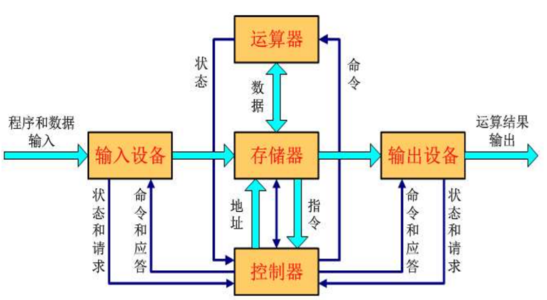 运算器
状态
命令
数据
程序和数据
输入
运算结果
输出
输入设备
存储器
输出设备
状态和请求
命令和应答
地址
指令
命令和应答
状态和请求
控制器